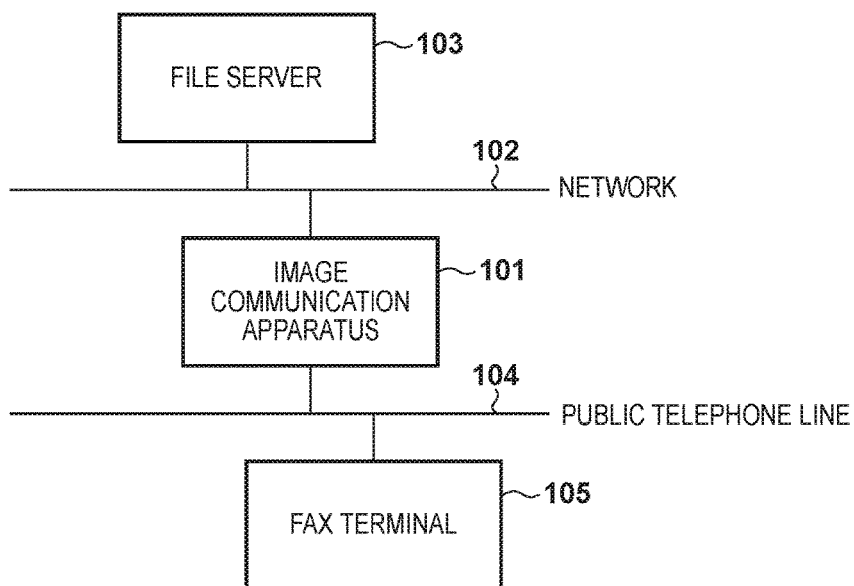 103
FILE SERVER
102
NETWORK
IMAGE
COMMUNICATION
APPARATUS
101
104
PUBLIC TELEPHONE LINE
105
FAX TERMINAL